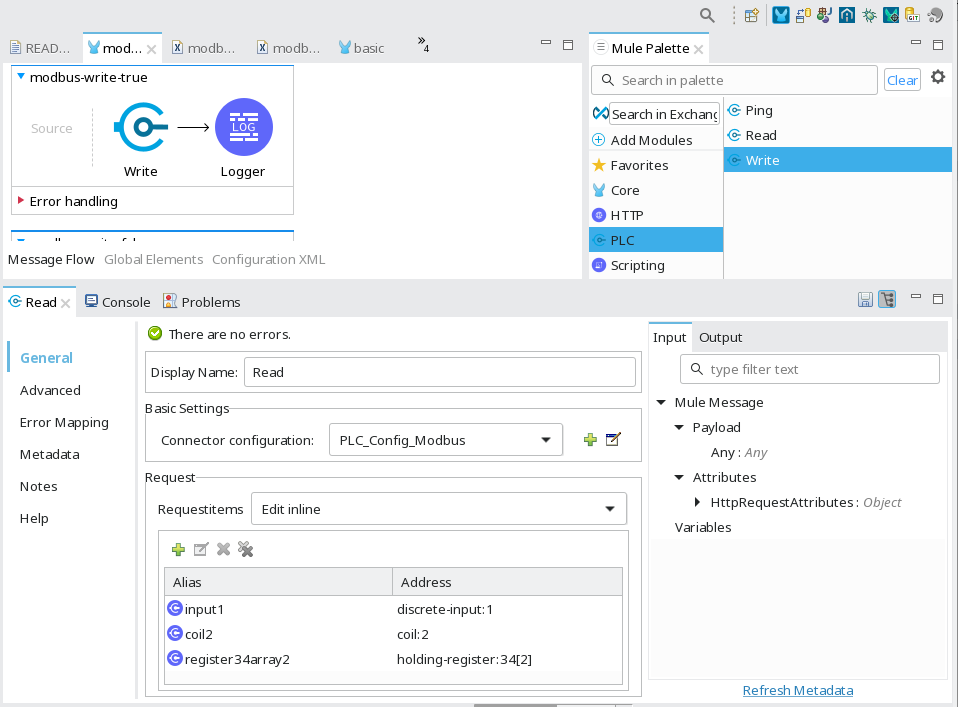 READ...
mod...
modb...
modb...
basic
»4
modbus-write-true
Source
LOG
Write
Logger
Error handling
Message Flow
Global Elements
Configuration XML
Mule Palette
Search in palette
Clear
Search in Exchang
Add Modules
Favorites
Core
HTTP
PLC
Scripting
Ping
Read
Write
Read
Console
Problems
General
Advanced
Error Mapping
Metadata
Notes
Help
There are no errors.
Display Name:
Read
Basic Settings
Connector configuration:
PLC_Config_Modbus
Request
Requestitems
Edit inline
Alias
Address
input1
discrete-input:1
coil2
coil:2
register34array2
holding-register:34[2]
Input
Output
type filter text
Mule Message
Payload
Any : Any
Attributes
HttpRequestAttributes : Object
Variables
Refresh Metadata